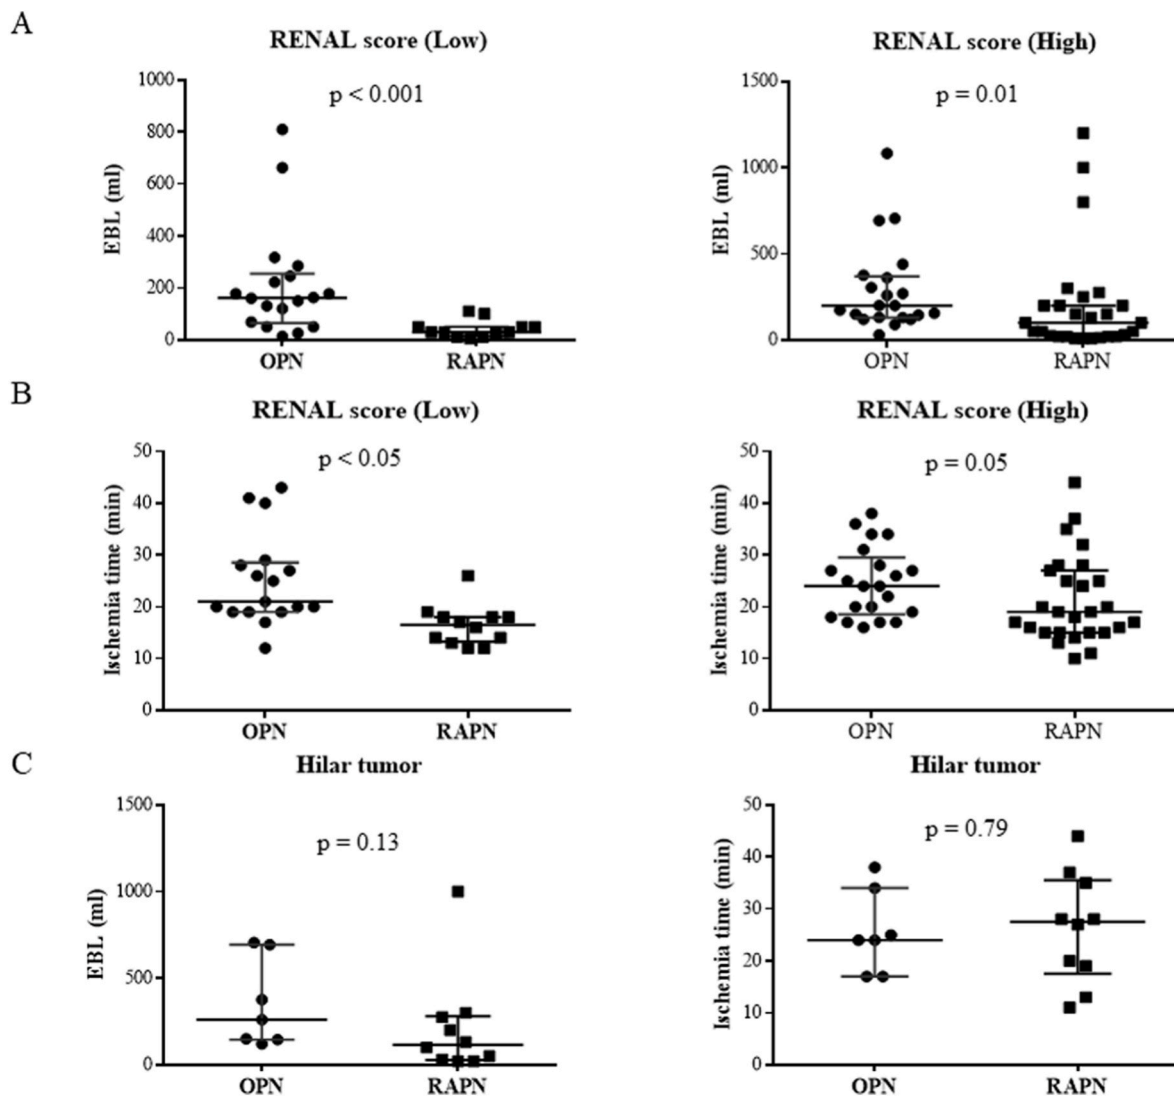 A
RENAL score (Low)
p < 0.001
EBL (ml)
1000
800
600
400
200
0
OPN
RAPN
RENAL score (High)
p = 0.01
EBL (ml)
1500
1000
500
0
OPN
RAPN
B
RENAL score (Low)
p < 0.05
Ischemia time (min)
50
40
30
20
10
0
OPN
RAPN
RENAL score (High)
p = 0.05
Ischemia time (min)
50
40
30
20
10
0
OPN
RAPN
C
Hilar tumor
p = 0.13
EBL (ml)
1500
1000
500
0
OPN
RAPN
Hilar tumor
p = 0.79
Ischemia time (min)
50
40
30
20
10
0
OPN
RAPN